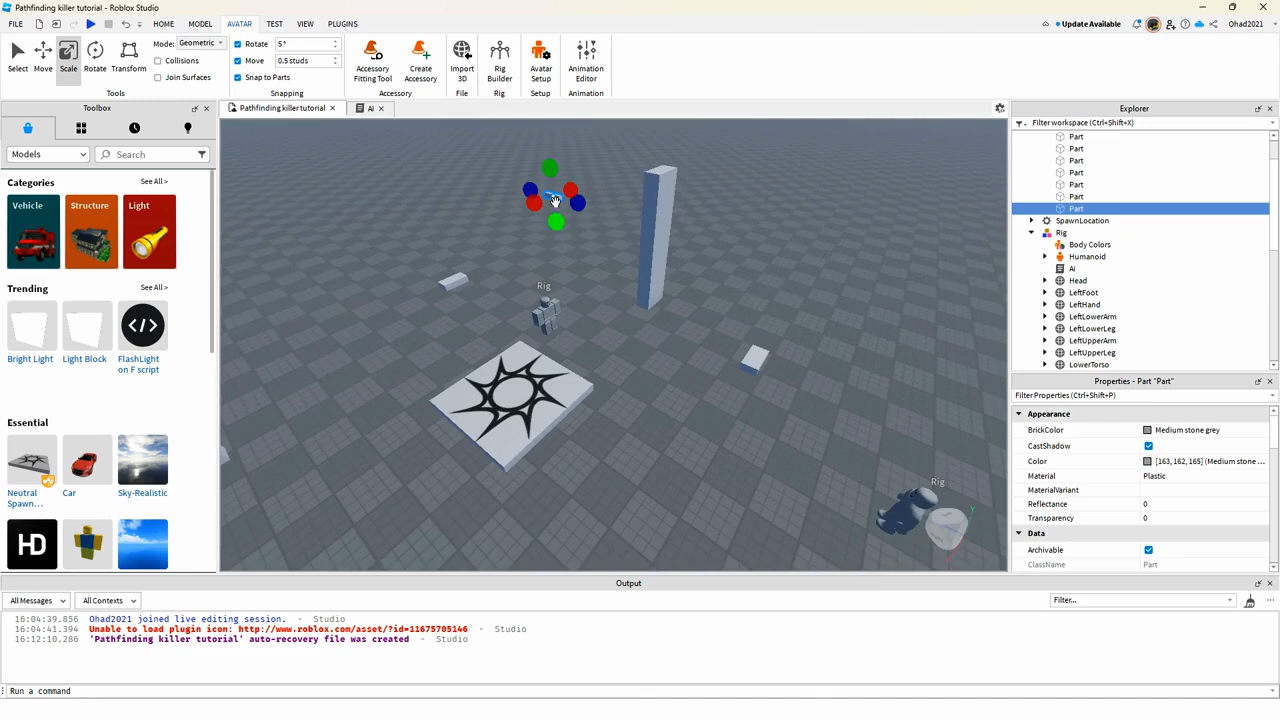 Pathfinding killer tutorial - Roblox Studio
FILE HOME MODEL AVATAR TEST VIEW PLUGINS Update Available Ohad2021
Select Move Scale Rotate Transform
Mode: Geometric
Collisions
Join Surfaces
Tools
Rotate 5°
Move 0.5 studs
Snap to Parts
Snapping
Accessory Fitting Tool
Create Accessory
Accessory
Import 3D
File
Rig Builder
Rig
Avatar Setup
Setup
Animation Editor
Animation
Toolbox
Models Search
Categories See All >
Vehicle Structure Light
Trending See All >
Bright Light Light Block FlashLight on F script
Essential See All >
Neutral Spawn... Car Sky-Realistic
HD
Pathfinding killer tutorial Ai
Rig
Rig
Explorer
Filter workspace (Ctrl+Shift+X)
Part
Part
Part
Part
Part
Part
Part
SpawnLocation
Rig
Body Colors
Humanoid
Ai
Head
LeftFoot
LeftHand
LeftLowerArm
LeftLowerLeg
LeftUpperArm
LeftUpperLeg
LowerTorso
Properties - Part "Part"
Filter Properties (Ctrl+Shift+P)
Appearance
BrickColor Medium stone grey
CastShadow
Color [163, 162, 165] (Medium stone ...
Material Plastic
MaterialVariant
Reflectance 0
Transparency 0
Data
Archivable
ClassName Part
Output
All Messages All Contexts Filter...
16:04:39.856 Ohad2021 joined live editing session. - Studio
16:04:41.394 Unable to load plugin icon: http://www.roblox.com/asset/?id=11675705146 - Studio
16:12:10.286 'Pathfinding killer tutorial' auto-recovery file was created - Studio
Run a command